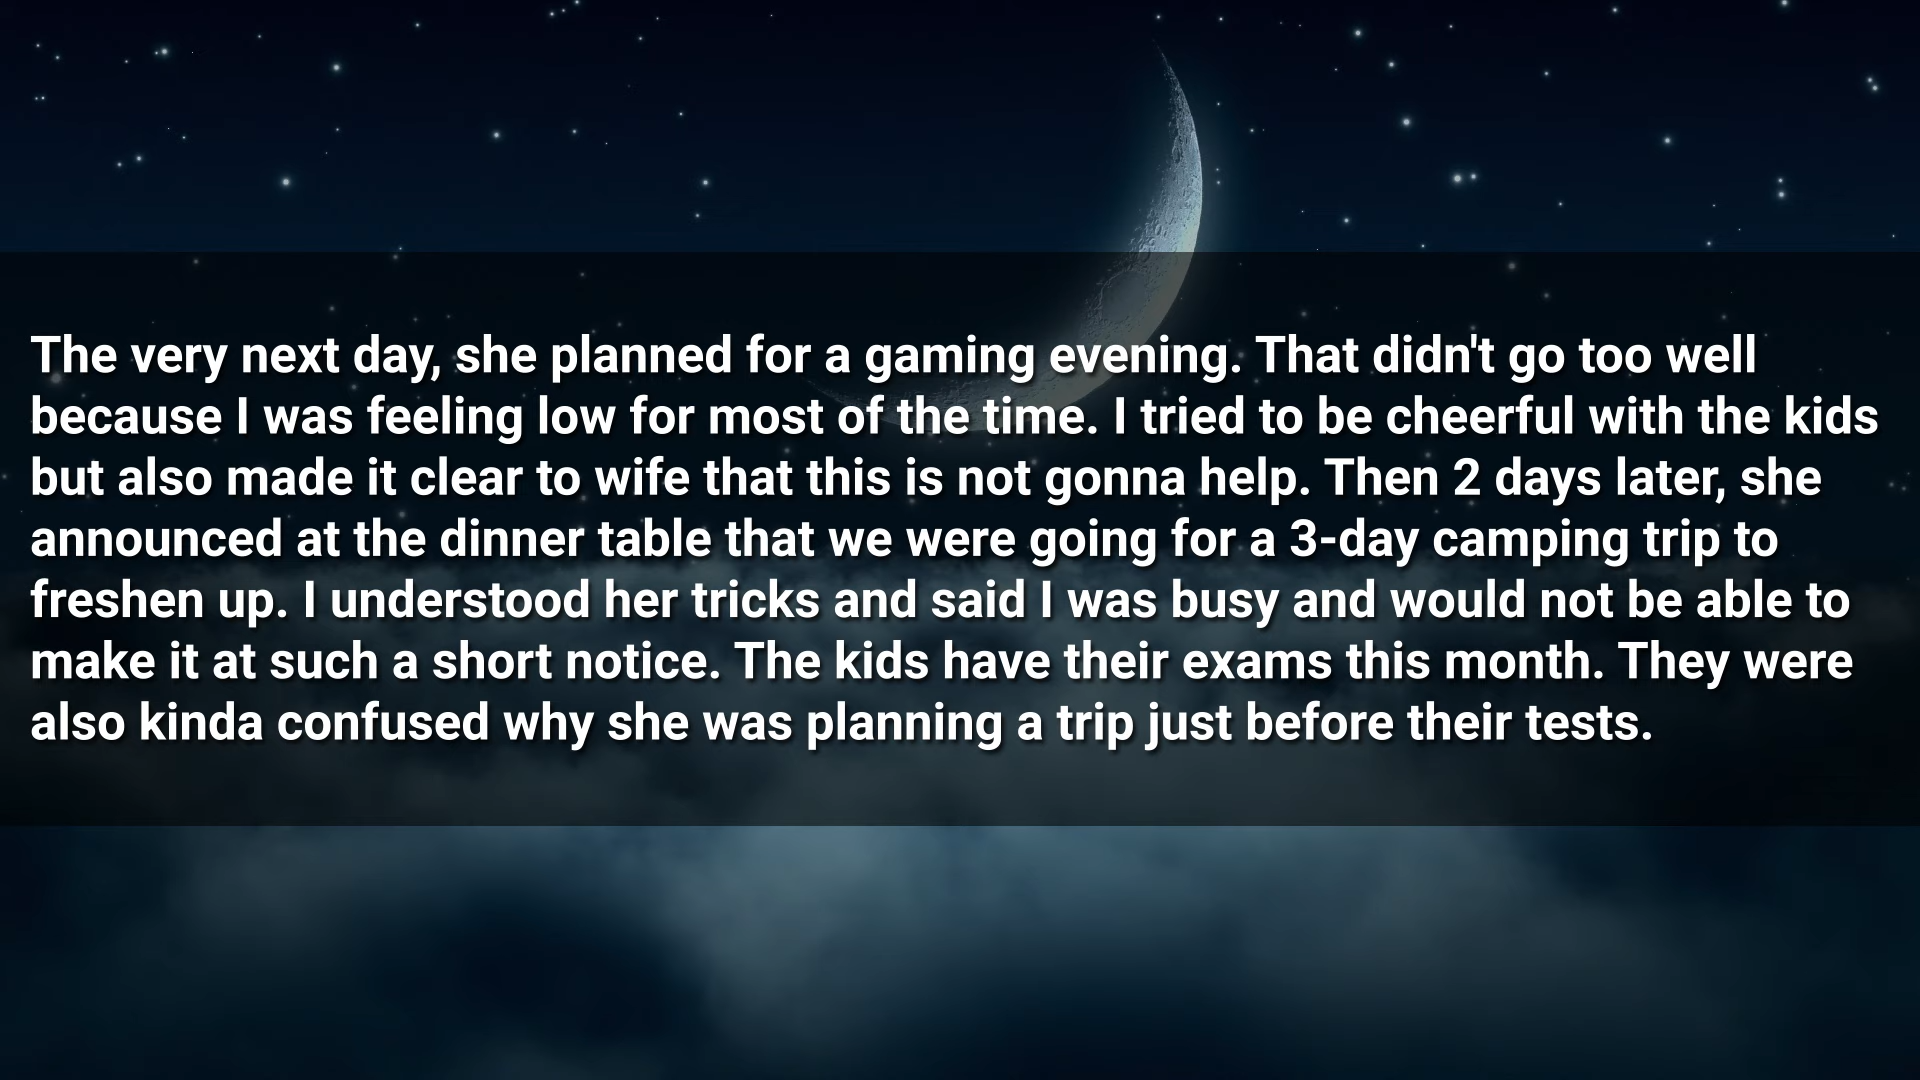 The very next day, she planned for a gaming evening. That didn't go too well
because I was feeling low for most of the time. I tried to be cheerful with the kids
but also made it clear to wife that this is not gonna help. Then 2 days later, she
announced at the dinner table that we were going for a 3-day camping trip to
freshen up. I understood her tricks and said I was busy and would not be able to
make it at such a short notice. The kids have their exams this month. They were
also kinda confused why she was planning a trip just before their tests.